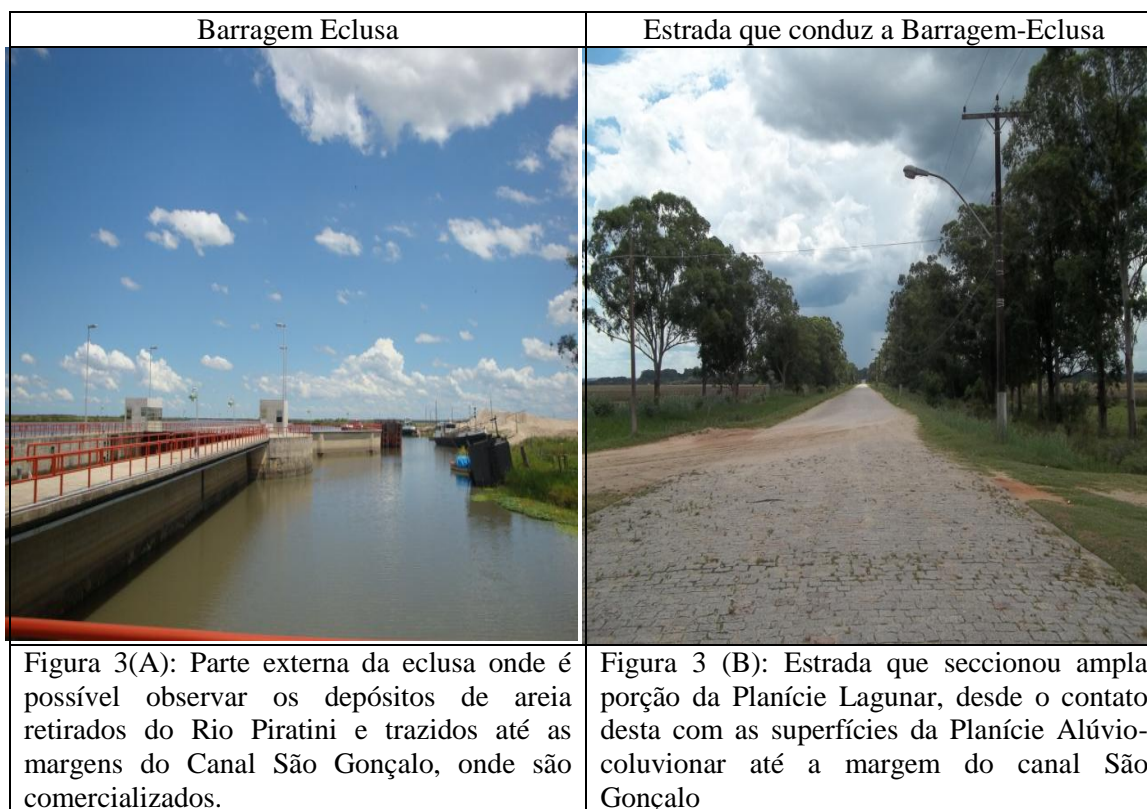 Barragem Eclusa
Estrada que conduz a Barragem-Eclusa
Figura 3(A): Parte externa da eclusa onde é
possível observar os depósitos de areia
retirados do Rio Piratini e trazidos até as
margens do Canal São Gonçalo, onde são
comercializados.
Figura 3 (B): Estrada que seccionou ampla
porção da Planície Lagunar, desde o contato
desta com as superfícies da Planície Alúvio-
coluvionar até a margem do canal São
Gonçalo